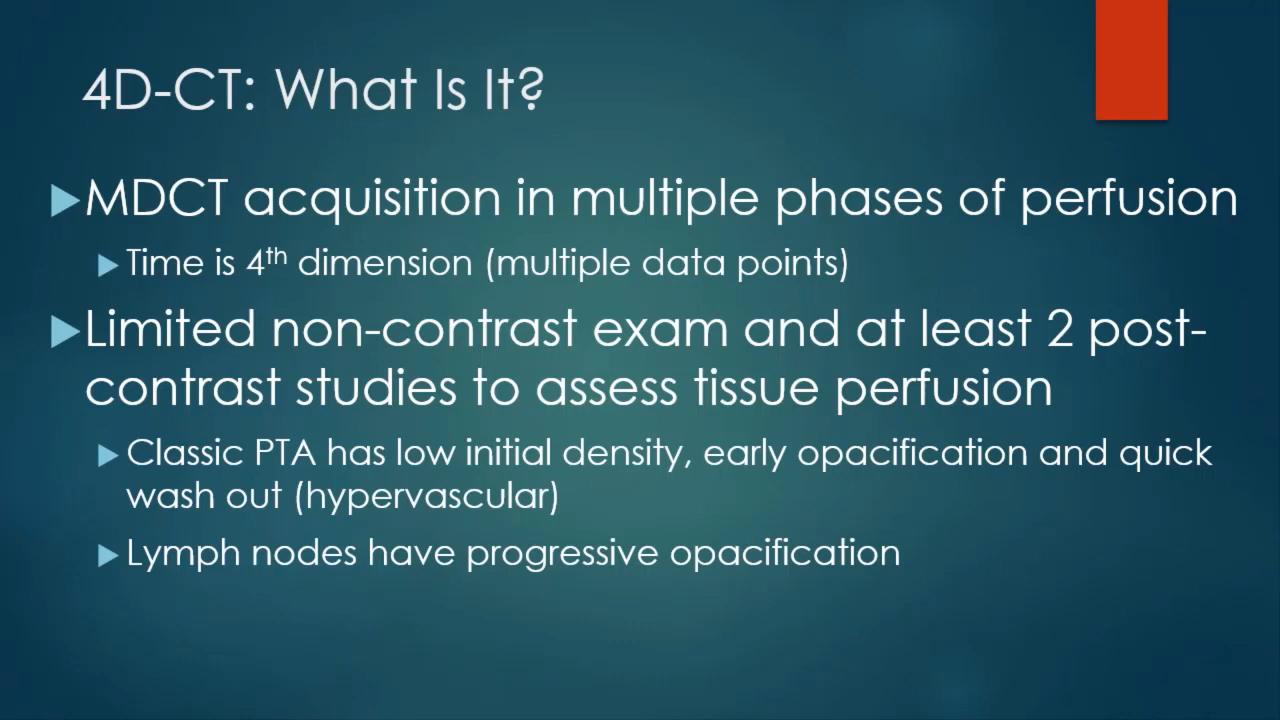 4D-CT: What Is It?
MDCT acquisition in multiple phases of perfusion
Time is 4th dimension (multiple data points)
Limited non-contrast exam and at least 2 post-
contrast studies to assess tissue perfusion
Classic PTA has low initial density, early opacification and quick
wash out (hypervascular)
Lymph nodes have progressive opacification